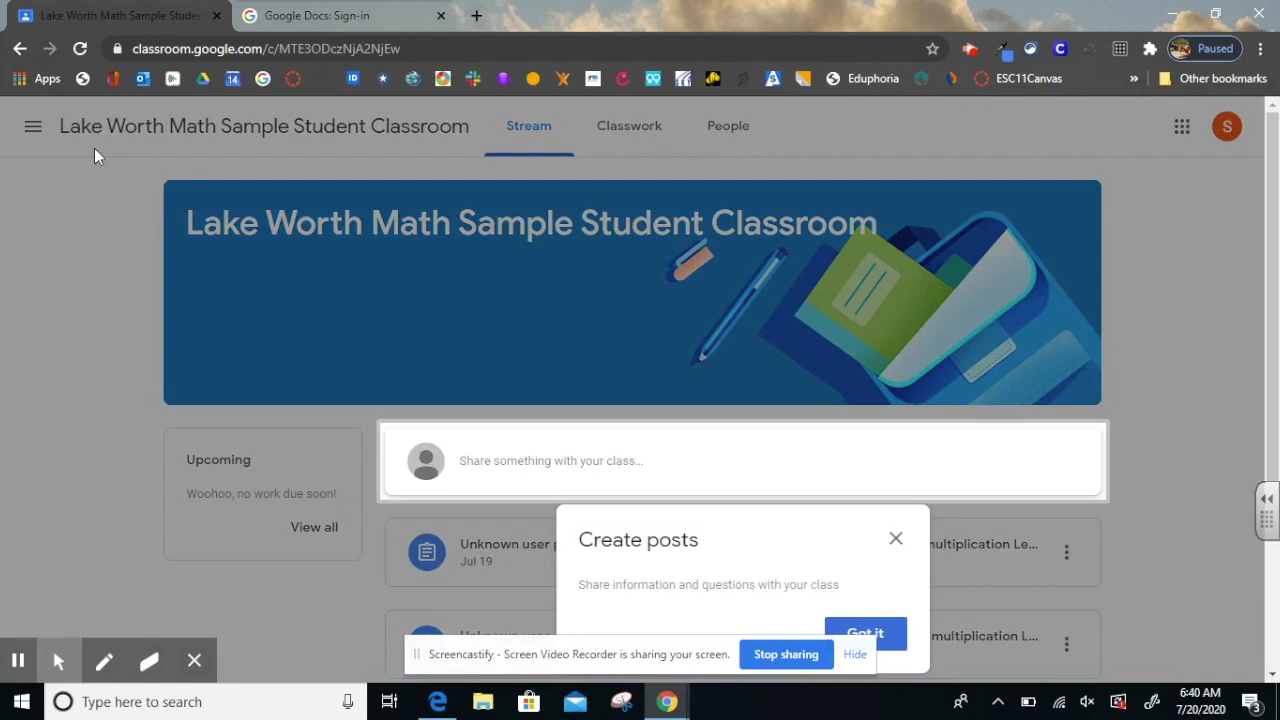 Lake Worth Math Sample Studen
Google Docs: Sign-in
classroom.google.com/c/MTE3ODczNjA2NjEw
Paused
Apps
14
ID
Eduphoria
ESC11Canvas
»
Other bookmarks
Lake Worth Math Sample Student Classroom
Stream
Classwork
People
S
Lake Worth Math Sample Student Classroom
Upcoming
Woohoo, no work due soon!
View all
Share something with your class...
Unknown user
multiplication Le...
Jul 19
multiplication Le...
Create posts
Share information and questions with your class
Got it
Screencastify - Screen Video Recorder is sharing your screen.
Stop sharing
Hide
Type here to search
6:40 AM
7/20/2020
3